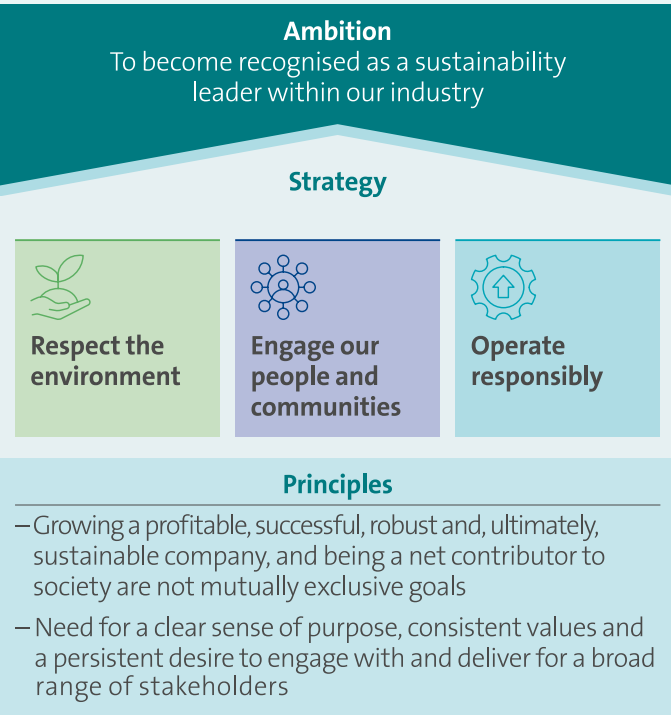 Ambition
To become recognised as a sustainability
leader within our industry
Strategy
Respect the
environment
Engage our
people and
communities
Operate
responsibly
Principles
– Growing a profitable, successful, robust and, ultimately,
sustainable company, and being a net contributor to
society are not mutually exclusive goals
– Need for a clear sense of purpose, consistent values and
a persistent desire to engage with and deliver for a broad
range of stakeholders